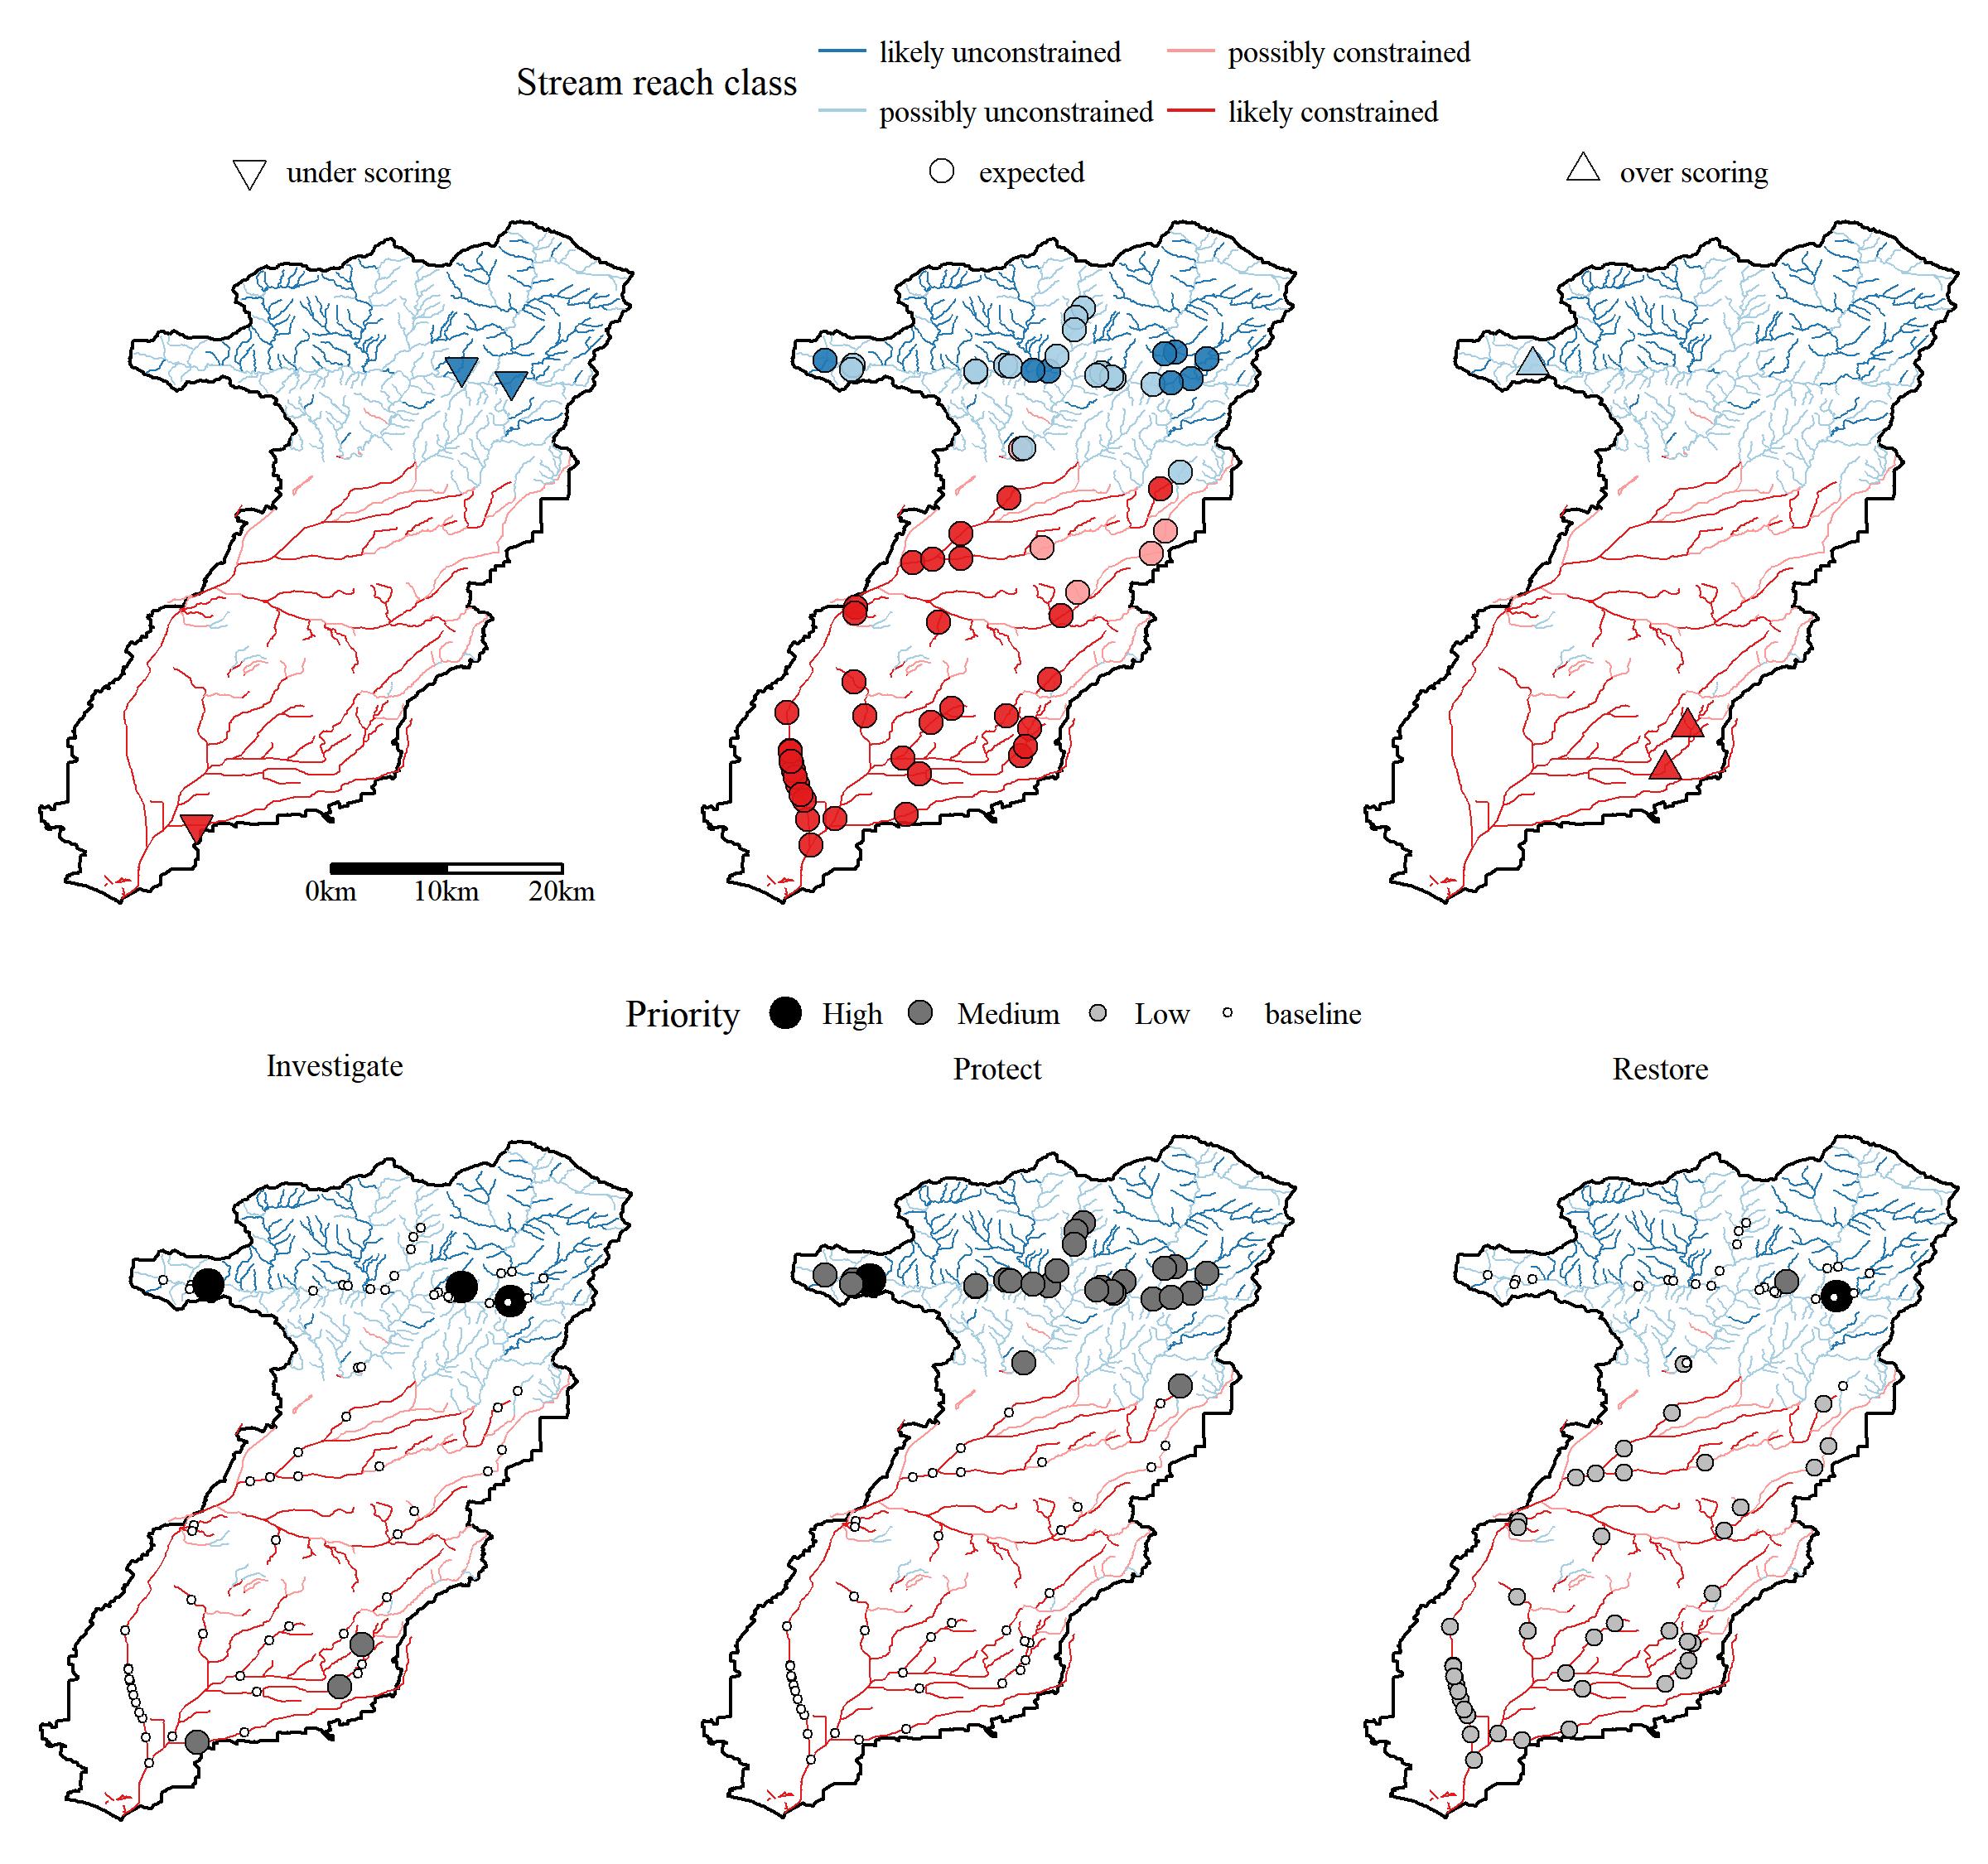 likely unconstrained possibly constrained
Stream reach class
possibly unconstrained likely constrained
under scoring expected over scoring
0km 10km 20km
Priority High Medium Low baseline
Investigate Protect Restore